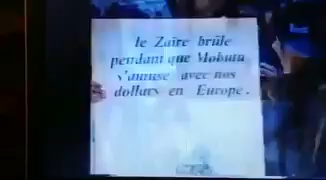 le Zaïre brûle
pendant que Mobutu
s'amuse avec nos
dollars en Europe.